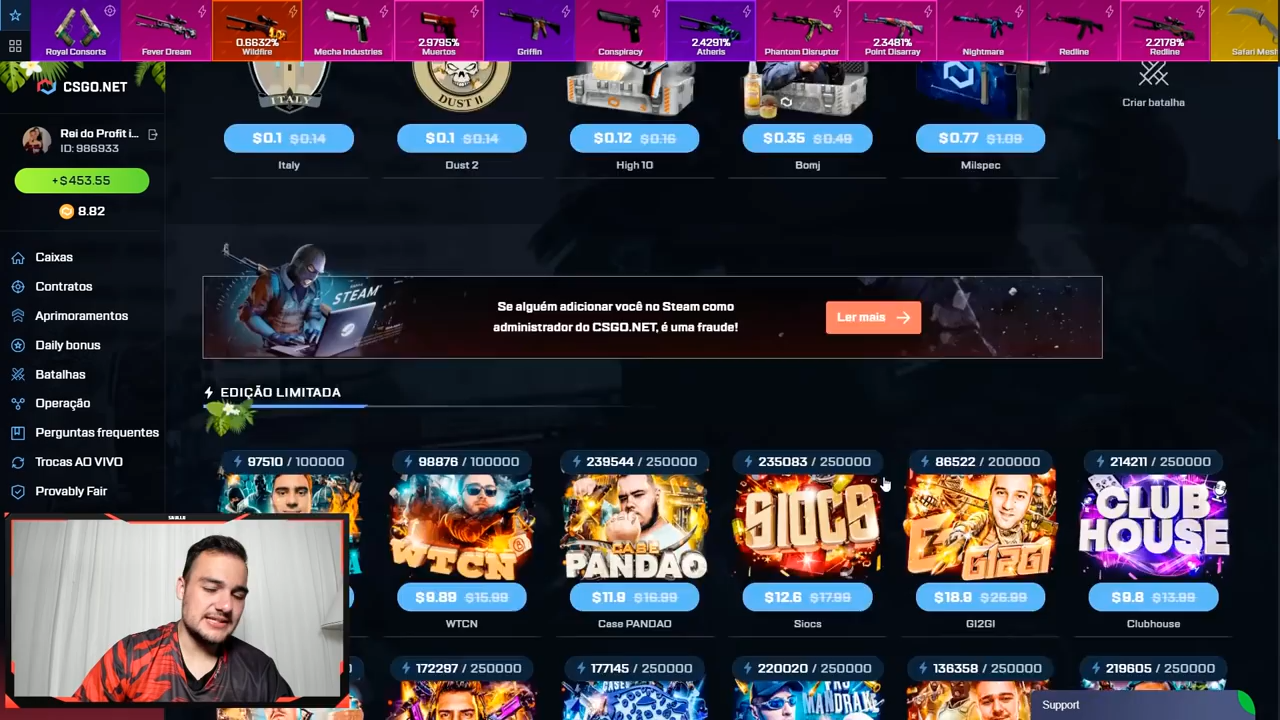 Royal Consorts
Fever Dream
0.6632%
Wildfire
Mecha Industries
2.9795%
Muertos
Griffin
Conspiracy
2.4291%
Atheris
Phantom Disruptor
2.3481%
Point Disarray
Nightmare
Redline
2.2178%
Redline
Safari Mesh
CSGO.NET
Rei do Profit i...
ID: 986933
+$453.55
8.82
Caixas
Contratos
Aprimoramentos
Daily bonus
Batalhas
Operação
Perguntas frequentes
Trocas AO VIVO
Provably Fair
ITALY
DUST II
Criar batalha
$0.1 $0.14
$0.1 $0.14
$0.12 $0.16
$0.35 $0.49
$0.77 $1.09
Italy
Dust 2
High 10
Bomj
Milspec
STEAM
Se alguém adicionar você no Steam como
administrador do CSGO.NET, é uma fraude!
Ler mais
EDIÇÃO LIMITADA
97510 / 100000
98876 / 100000
239544 / 250000
235083 / 250000
86522 / 200000
214211 / 250000
WTCN
CASE
PANDAO
SIOCS
GI2GI
CLUB
HOUSE
$9.89 $15.99
$11.9 $16.99
$12.6 $17.99
$18.9 $26.99
$9.8 $13.99
WTCN
Case PANDAO
Siocs
GI2GI
Clubhouse
172297 / 250000
177145 / 250000
220020 / 250000
136358 / 250000
219605 / 250000
MANDRAKE
Support